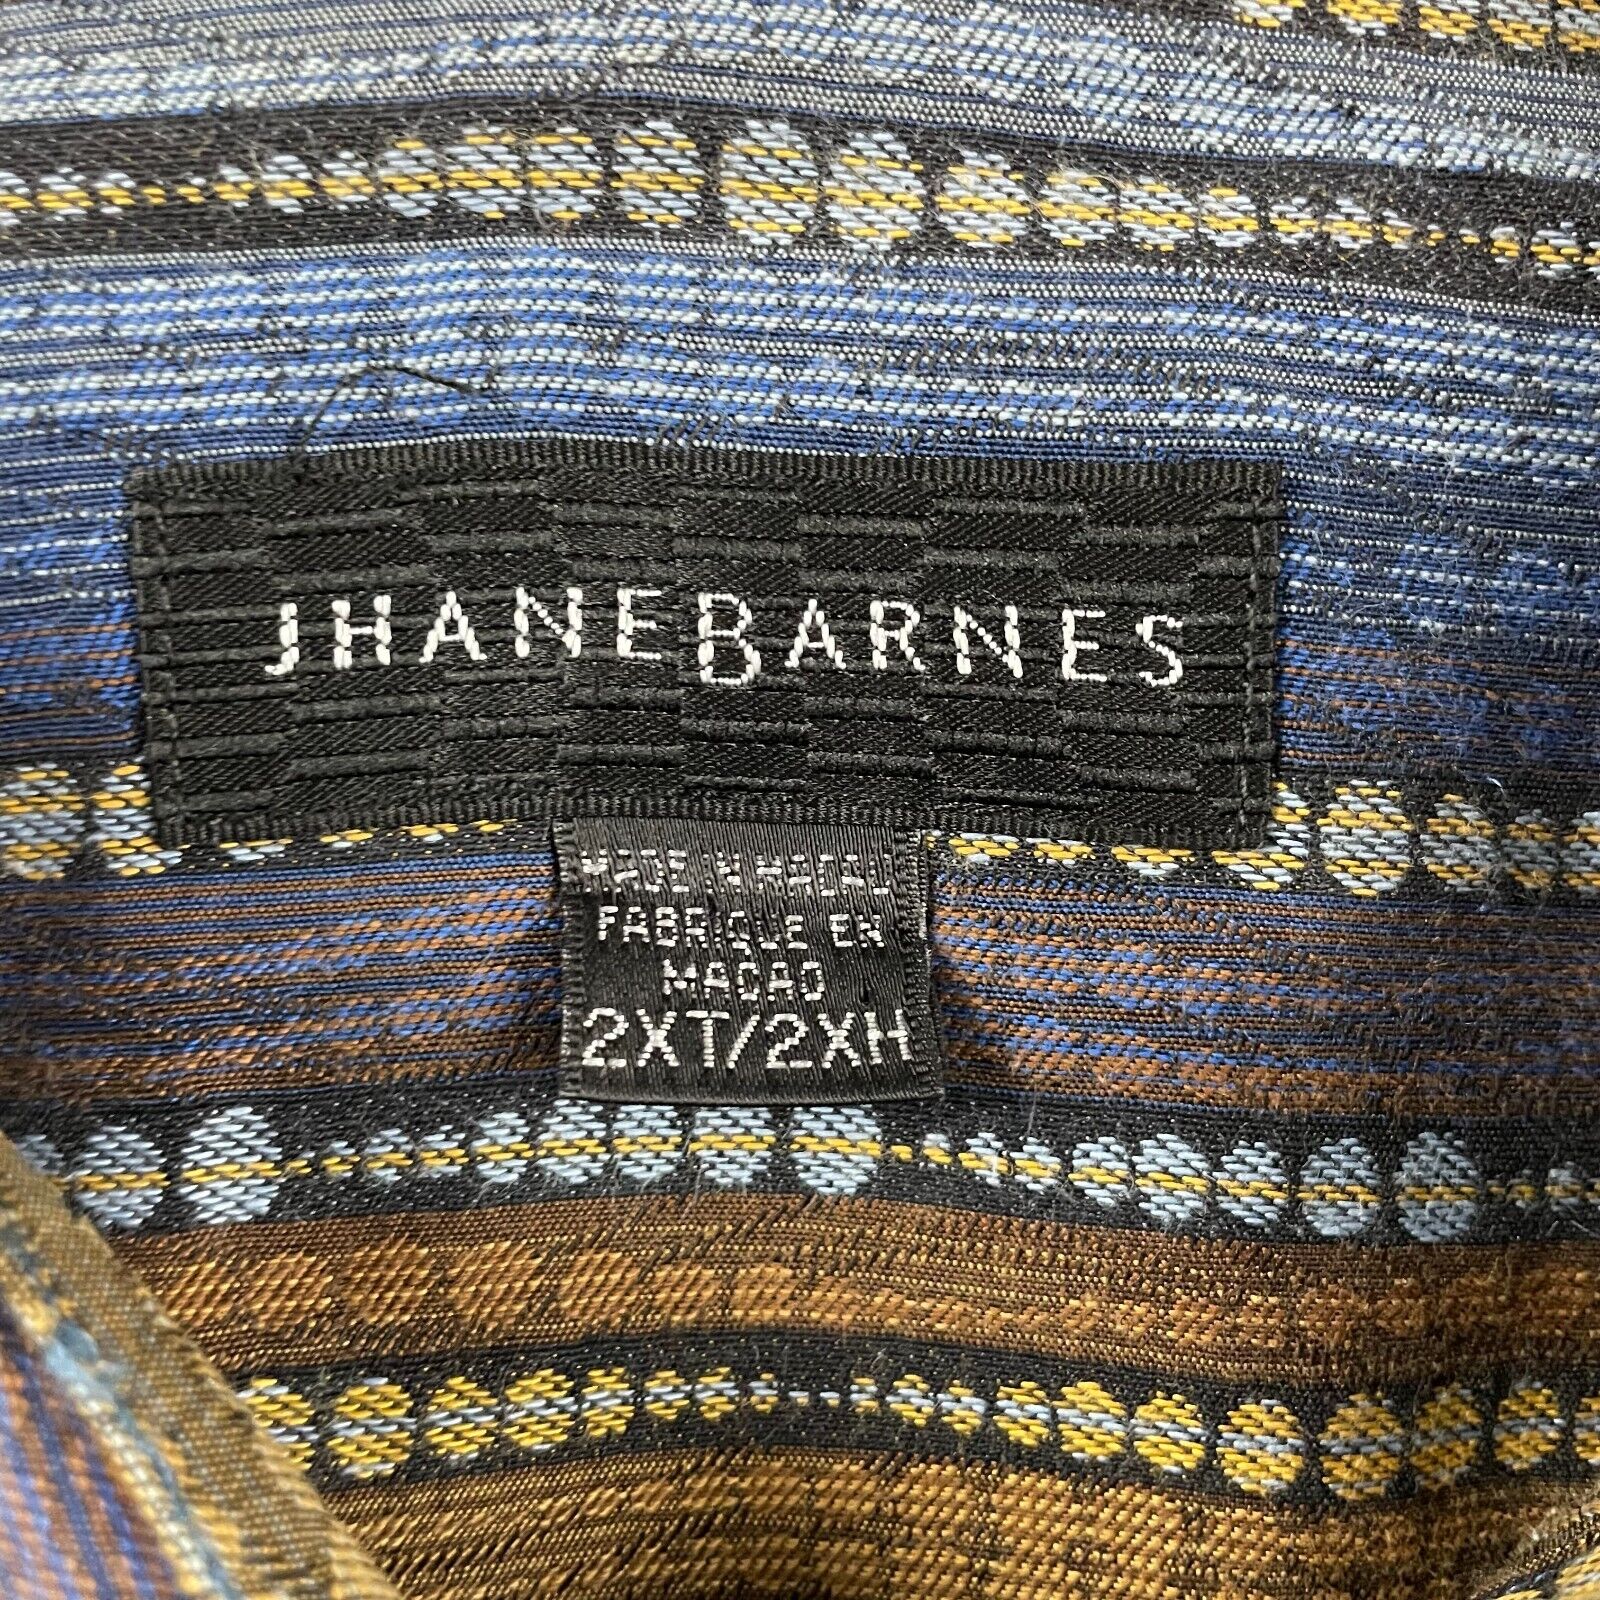 JHANEBARNES
MADE IN MACAU
FABRIQUE EN
MACAO
2XT/2XH